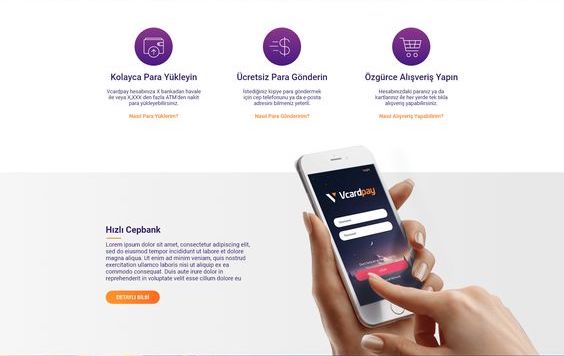 Kolayca Para Yükleyin
Vcardpay hesabınıza X bankadan havale
ile veya X,XXX den fazla ATM'den nakit
para yükleyebilirsiniz.
Nasıl Para Yüklerim?
Ücretsiz Para Gönderin
İstediğiniz kişiye para göndermek
için cep telefonunu ya da e-posta
adresini bilmeniz yeterli.
Nasıl Para Gönderirim?
Özgürce Alışveriş Yapın
Hesabınızdaki paranız ya da
kartlarınız ile her yerde tek tıkla
alışveriş yapabilirsiniz.
Nasıl Alışveriş Yapabilirim?
Hızlı Cepbank
Lorem ipsum dolor sit amet, consectetur adipiscing elit,
sed do eiusmod tempor incididunt ut labore et dolore
magna aliqua. Ut enim ad minim veniam, quis nostrud
exercitation ullamco laboris nisi ut aliquip ex ea
commodo consequat. Duis aute irure dolor in
reprehenderit in voluptate velit esse cillum dolore eu
DETAYLI BİLGİ
Vcardpay